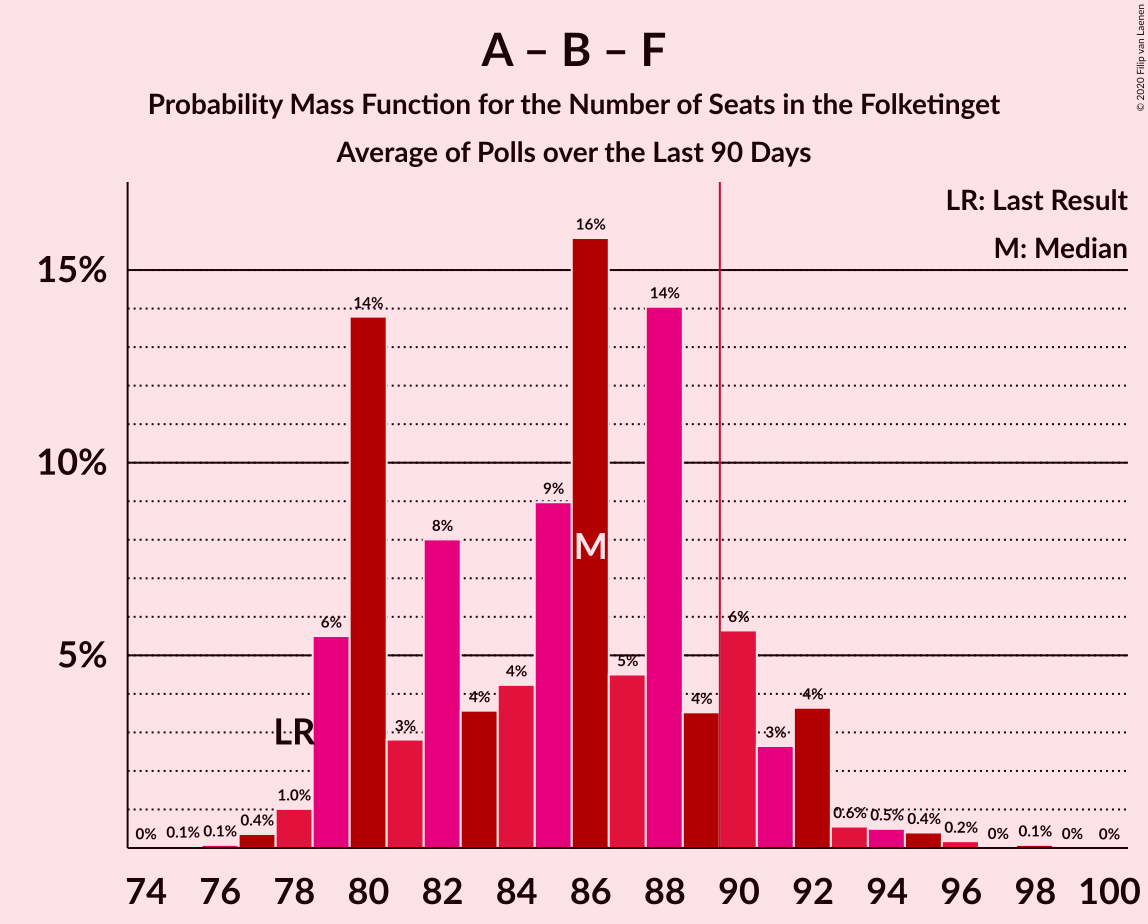 A – B – F
Probability Mass Function for the Number of Seats in the Folketinget
Average of Polls over the Last 90 Days
© 2020 Filip van Laenen
LR: Last Result
M: Median
15%
10%
5%
0% 0.1% 0.1% 0.4% 1.0% 6% 14% 3% 8% 4% 4% 9% 16% 5% 14% 4% 6% 3% 4% 0.6% 0.5% 0.4% 0.2% 0% 0.1% 0% 0%
LR
M
74 76 78 80 82 84 86 88 90 92 94 96 98 100